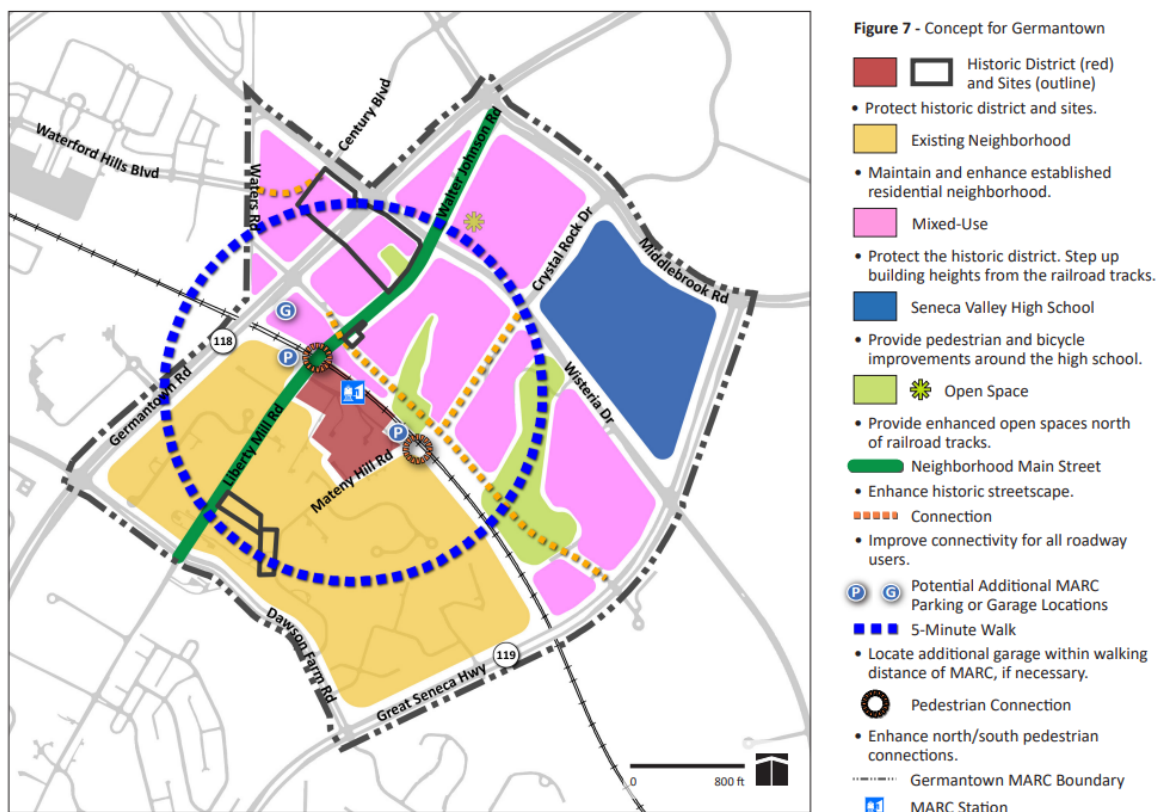 Figure 7 - Concept for Germantown
Historic District (red)
and Sites (outline)
• Protect historic district and sites.
Existing Neighborhood
• Maintain and enhance established
residential neighborhood.
Mixed-Use
• Protect the historic district. Step up
building heights from the railroad tracks.
Seneca Valley High School
• Provide pedestrian and bicycle
improvements around the high school.
Open Space
• Provide enhanced open spaces north
of railroad tracks.
Neighborhood Main Street
• Enhance historic streetscape.
Connection
• Improve connectivity for all roadway
users.
P G Potential Additional MARC
Parking or Garage Locations
5-Minute Walk
• Locate additional garage within walking
distance of MARC, if necessary.
Pedestrian Connection
• Enhance north/south pedestrian
connections.
Germantown MARC Boundary
MARC Station
Waterford Hills Blvd
Century Blvd
Waters Rd
Walter Johnson Rd
Crystal Rock Dr
Middlebrook Rd
Wisteria Dr
G
118
P
Germantown Rd
Liberty Mill Rd
P
Mateny Hill Rd
Dawson Farm Rd
119
Great Seneca Hwy
0 800 ft